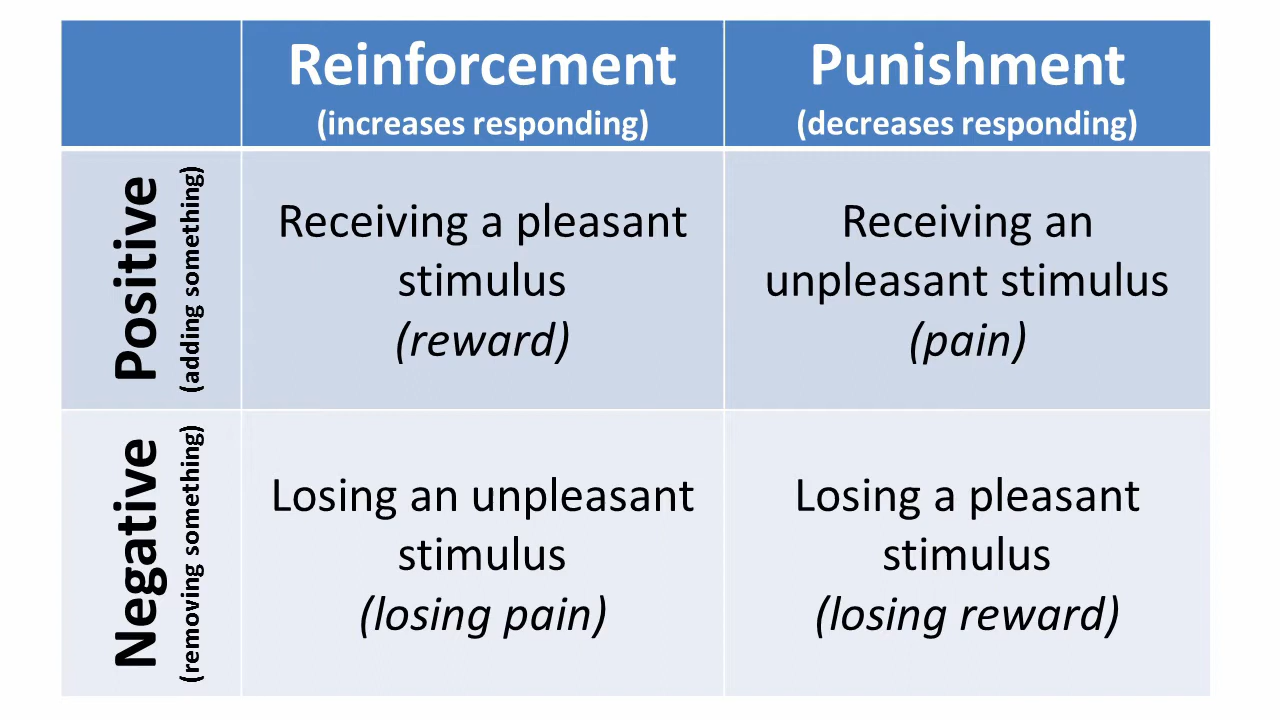 Reinforcement
(increases responding)
Punishment
(decreases responding)
Positive
(adding something)
Receiving a pleasant
stimulus
(reward)
Receiving an
unpleasant stimulus
(pain)
Negative
(removing something)
Losing an unpleasant
stimulus
(losing pain)
Losing a pleasant
stimulus
(losing reward)